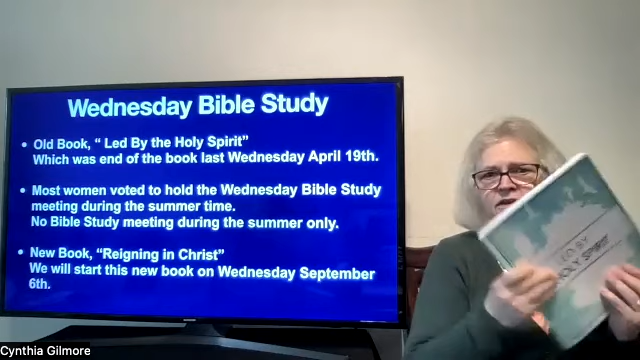 Wednesday Bible Study
• Old Book, “ Led By the Holy Spirit”
Which was end of the book last Wednesday April 19th.
• Most women voted to hold the Wednesday Bible Study
meeting during the summer time.
No Bible Study meeting during the summer only.
• New Book, “Reigning in Christ”
We will start this new book on Wednesday September
6th.
LED BY
HOLY SPIRIT
Cynthia Gilmore